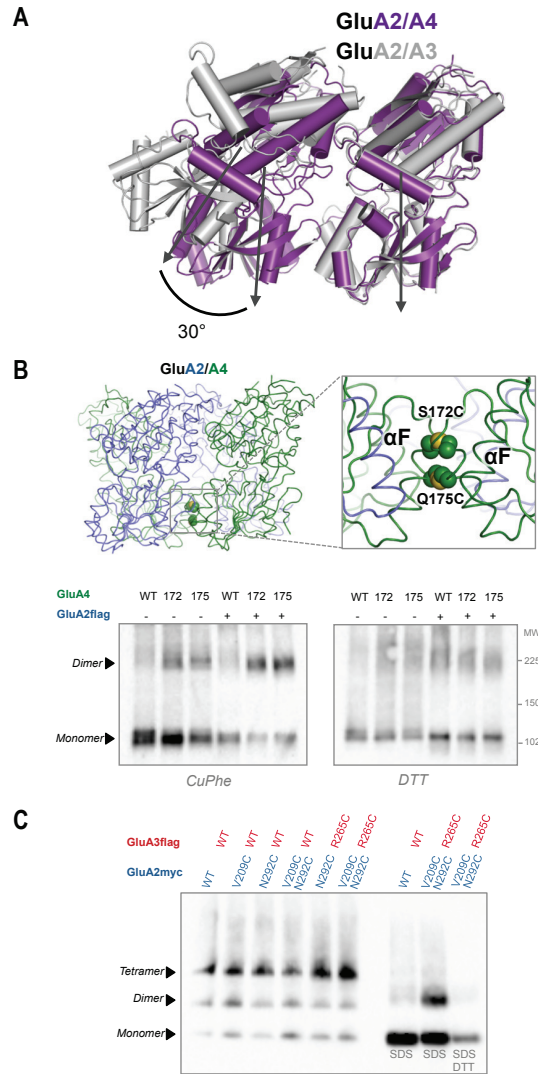 A
GluA2/A4
GluA2/A3
30°
B
GluA2/A4
S172C
αF
αF
Q175C
GluA4 WT 172 175 WT 172 175 WT 172 175 WT 172 175
GluA2flag - - - + + + - - - + + +
MW
Dimer
225
150
Monomer
102
CuPhe DTT
C
GluA3flag WT WT WT WT R265C R265C WT R265C R265C
GluA2myc WT V209C N292C V209C N292C N292C V209C N292C WT V209C N292C V209C N292C
Tetramer
Dimer
Monomer
SDS SDS SDS
DTT